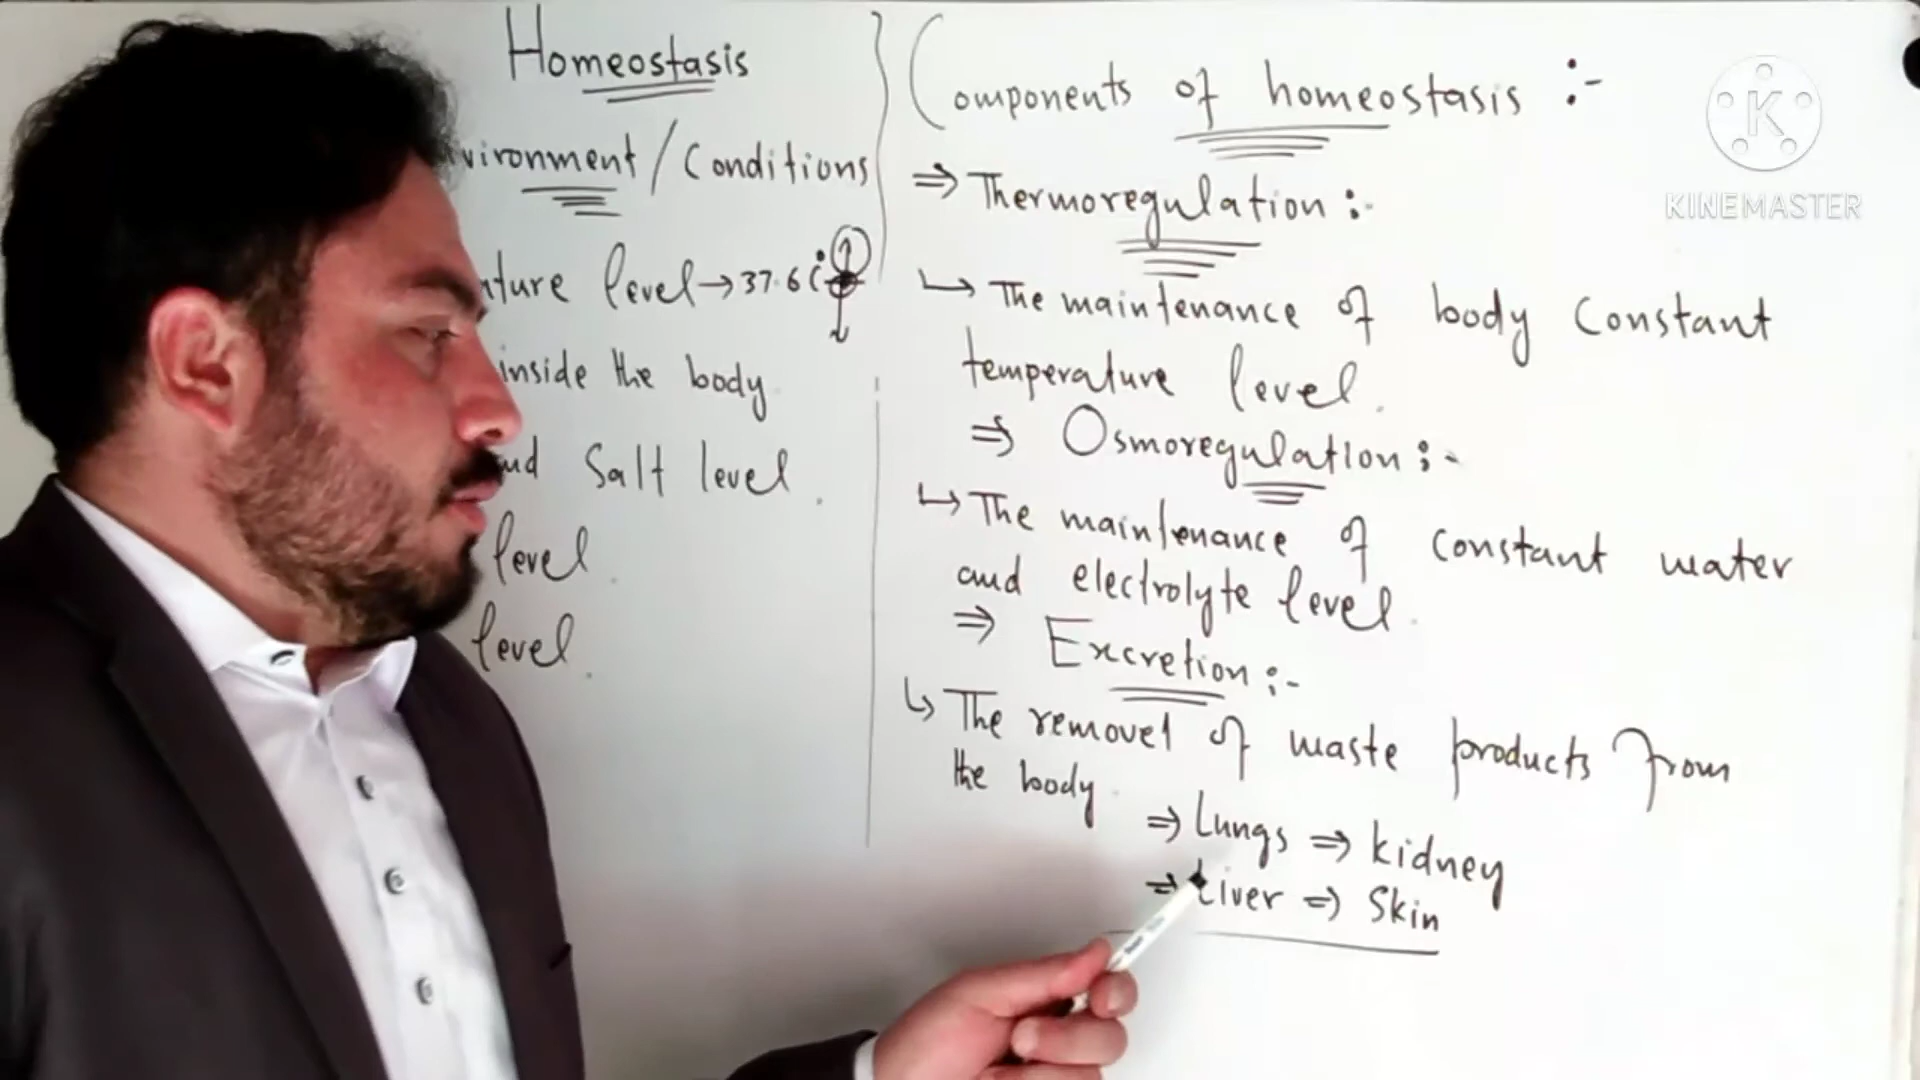 Homeostasis
vironment / Conditions
ature level → 37.6
inside the body
and Salt level.
level.
level.
Components of homeostasis :-
⇒ Thermoregulation :-
↳ The maintenance of body Constant
temperature level.
⇒ Osmoregulation :-
↳ The maintenance of constant water
and electrolyte level.
⇒ Excretion :-
↳ The removel of waste products from
the body.
⇒ Lungs ⇒ kidney
⇒ Liver ⇒ Skin
K
KINEMASTER